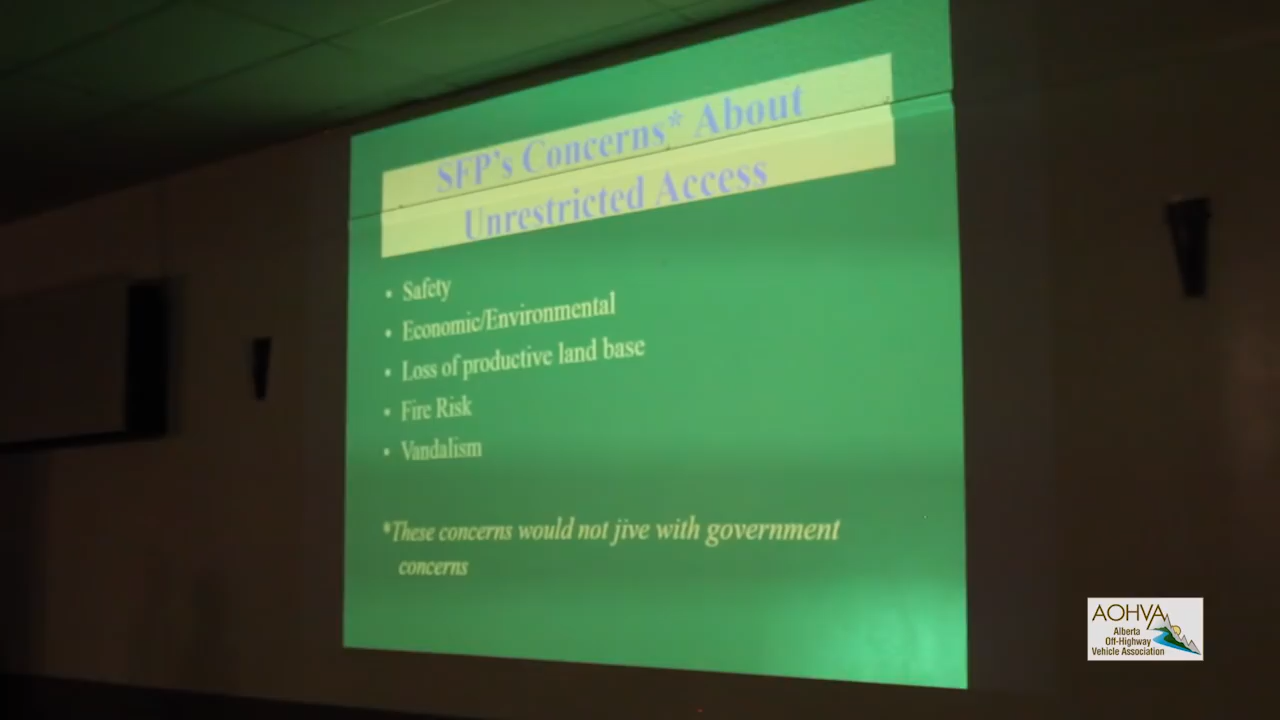 SFP's Concerns* About
Unrestricted Access
• Safety
• Economic/Environmental
• Loss of productive land base
• Fire Risk
• Vandalism
*These concerns would not jive with government
concerns
AOHVA
Alberta
Off-Highway
Vehicle Association